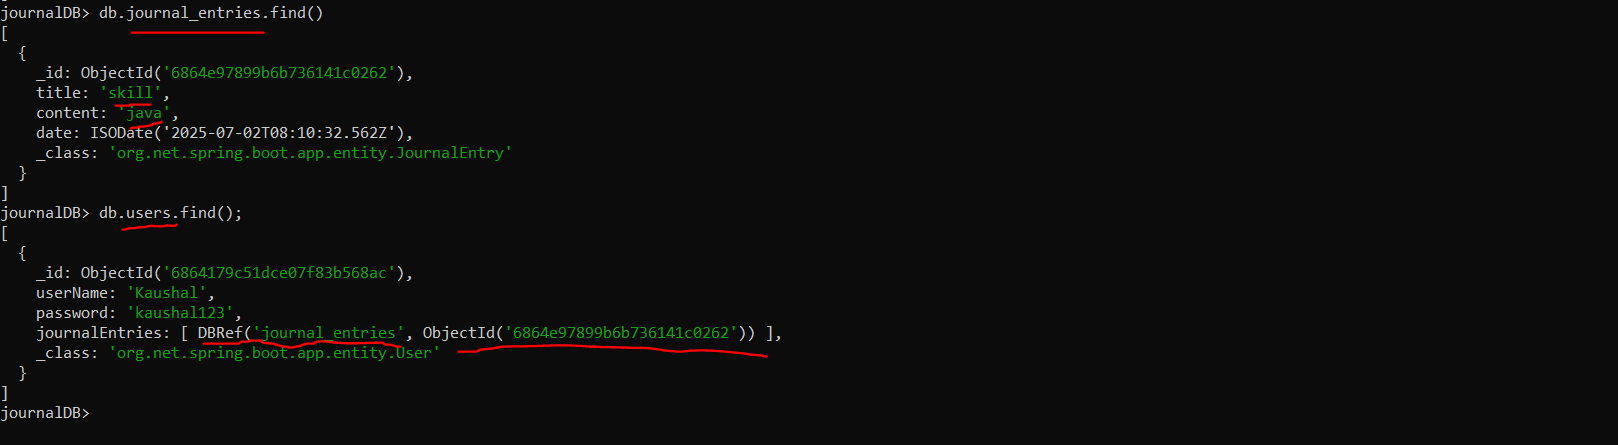 journalDB> db.journal_entries.find()
[
  {
    _id: ObjectId('6864e97899b6b736141c0262'),
    title: 'skill',
    content: 'java',
    date: ISODate('2025-07-02T08:10:32.562Z'),
    _class: 'org.net.spring.boot.app.entity.JournalEntry'
  }
]
journalDB> db.users.find();
[
  {
    _id: ObjectId('6864179c51dce07f83b568ac'),
    userName: 'Kaushal',
    password: 'kaushal123',
    journalEntries: [ DBRef('journal_entries', ObjectId('6864e97899b6b736141c0262')) ],
    _class: 'org.net.spring.boot.app.entity.User'
  }
]
journalDB>